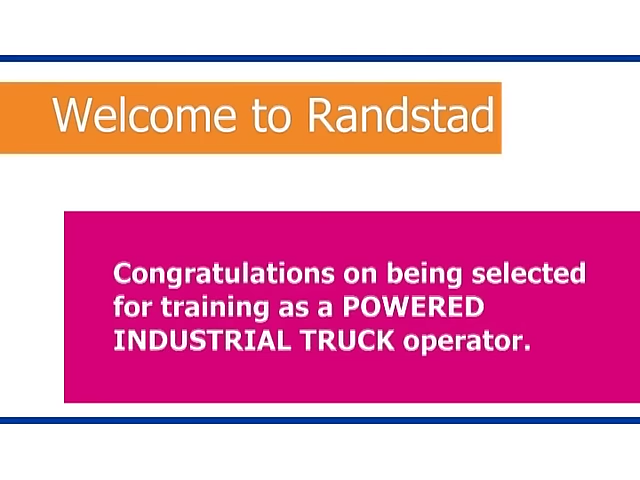 Welcome to Randstad
Congratulations on being selected
for training as a POWERED
INDUSTRIAL TRUCK operator.